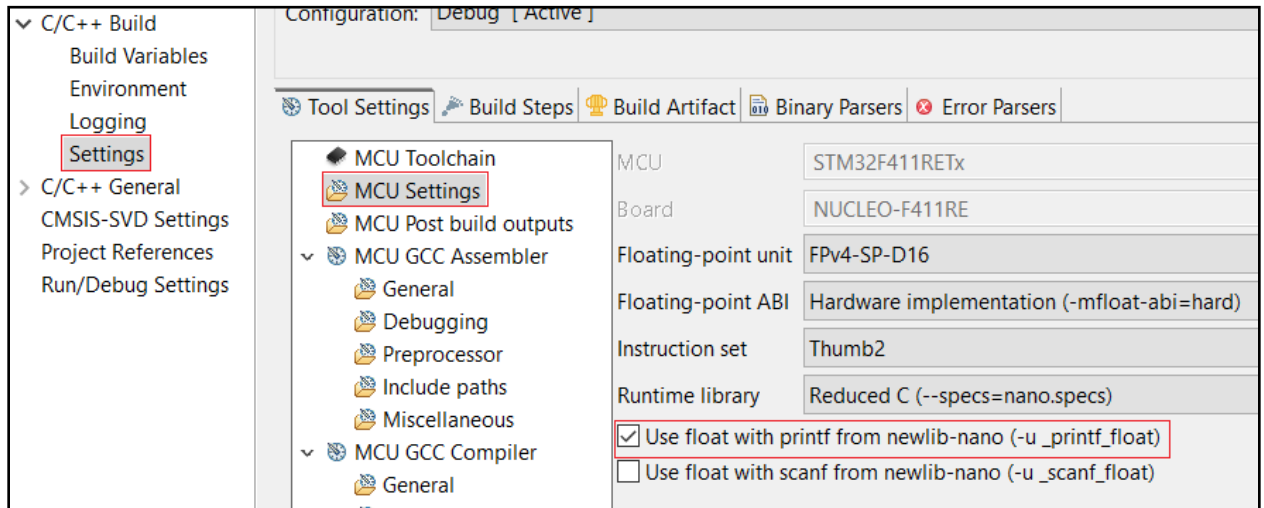 C/C++ Build
Build Variables
Environment
Logging
Settings
C/C++ General
CMSIS-SVD Settings
Project References
Run/Debug Settings
Configuration: Debug [ Active ]
Tool Settings Build Steps Build Artifact Binary Parsers Error Parsers
MCU Toolchain
MCU Settings
MCU Post build outputs
MCU GCC Assembler
General
Debugging
Preprocessor
Include paths
Miscellaneous
MCU GCC Compiler
General
MCU STM32F411RETx
Board NUCLEO-F411RE
Floating-point unit FPv4-SP-D16
Floating-point ABI Hardware implementation (-mfloat-abi=hard)
Instruction set Thumb2
Runtime library Reduced C (--specs=nano.specs)
Use float with printf from newlib-nano (-u _printf_float)
Use float with scanf from newlib-nano (-u _scanf_float)